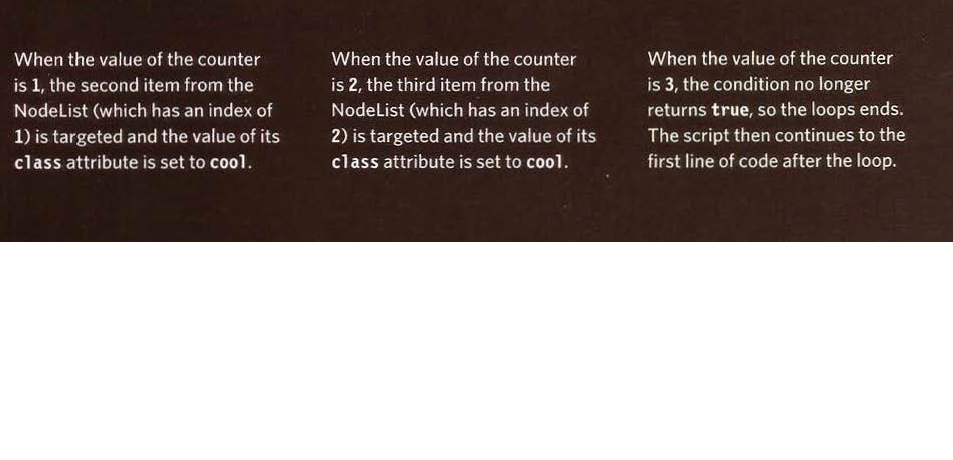 When the value of the counter
is 1, the second item from the
NodeList (which has an index of
1) is targeted and the value of its
class attribute is set to cool.
When the value of the counter
is 2, the third item from the
NodeList (which has an index of
2) is targeted and the value of its
class attribute is set to cool.
When the value of the counter
is 3, the condition no longer
returns true, so the loops ends.
The script then continues to the
first line of code after the loop.